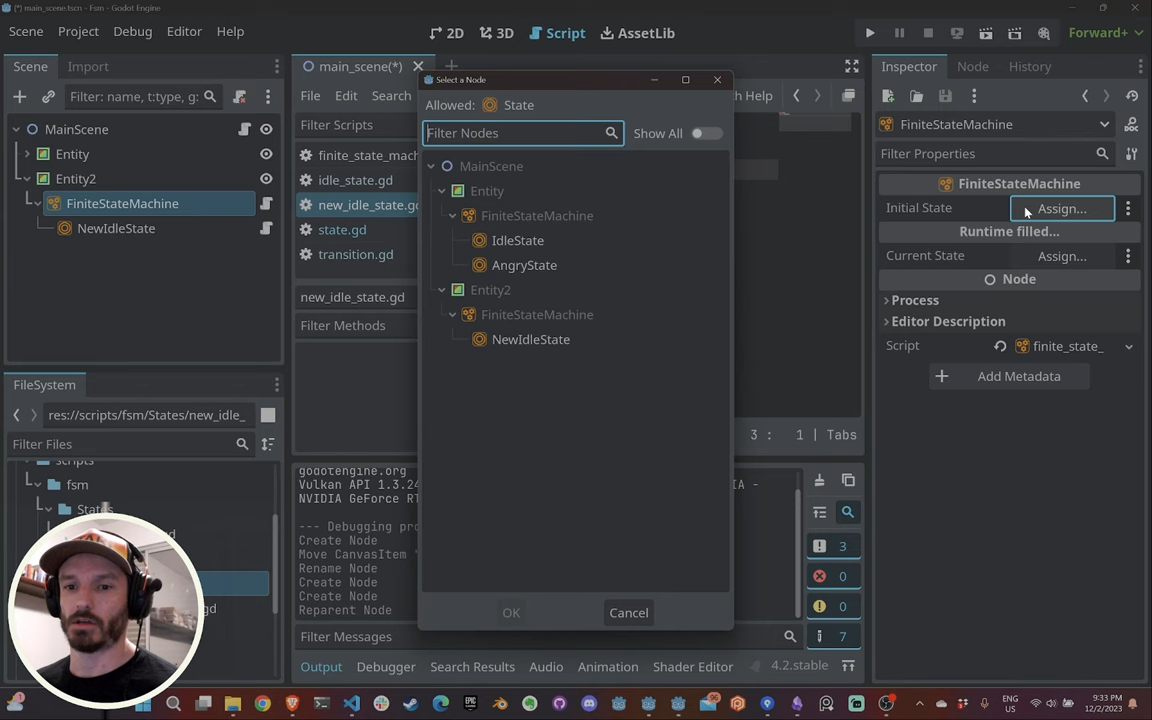 (*) main_scene.tscn - Fsm - Godot Engine
Scene Project Debug Editor Help
2D 3D Script AssetLib
Forward+
Scene Import
Filter: name, t:type, g:
MainScene
Entity
Entity2
FiniteStateMachine
NewIdleState
FileSystem
res://scripts/fsm/States/new_idle_
Filter Files
scripts
fsm
States
main_scene(*)
File Edit Search
Help
Filter Scripts
finite_state_mach
idle_state.gd
new_idle_state.gd
state.gd
transition.gd
new_idle_state.gd
Filter Methods
3 : 1 | Tabs
godotengine.org
Vulkan API 1.3.24
NVIDIA GeForce RT
--- Debugging pro
Create Node
Move CanvasItem
Rename Node
Create Node
Create Node
Reparent Node
Filter Messages
3
0
0
7
Output Debugger Search Results Audio Animation Shader Editor 4.2.stable
Select a Node
Allowed: State
Filter Nodes
Show All
MainScene
Entity
FiniteStateMachine
IdleState
AngryState
Entity2
FiniteStateMachine
NewIdleState
OK Cancel
Inspector Node History
FiniteStateMachine
Filter Properties
FiniteStateMachine
Initial State Assign...
Runtime filled...
Current State Assign...
Node
Process
Editor Description
Script finite_state_
Add Metadata
ENG
US
9:33 PM
12/2/2023